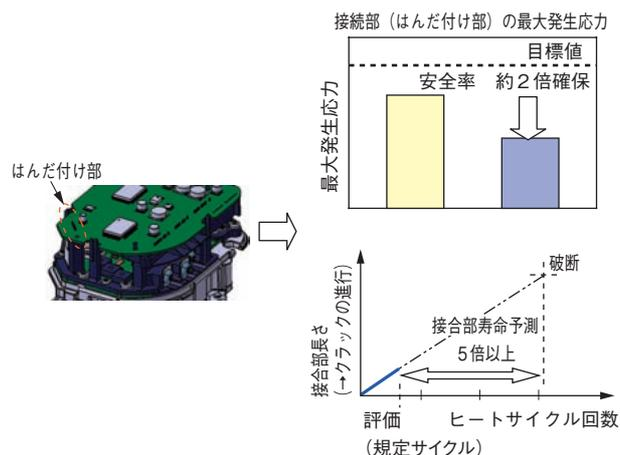 接続部（はんだ付け部）の最大発生応力
目標値
安全率　約２倍確保
最大発生応力
はんだ付け部
破断
接合部寿命予測
５倍以上
接合部長さ
（→クラックの進行）
評価
（規定サイクル）
ヒートサイクル回数